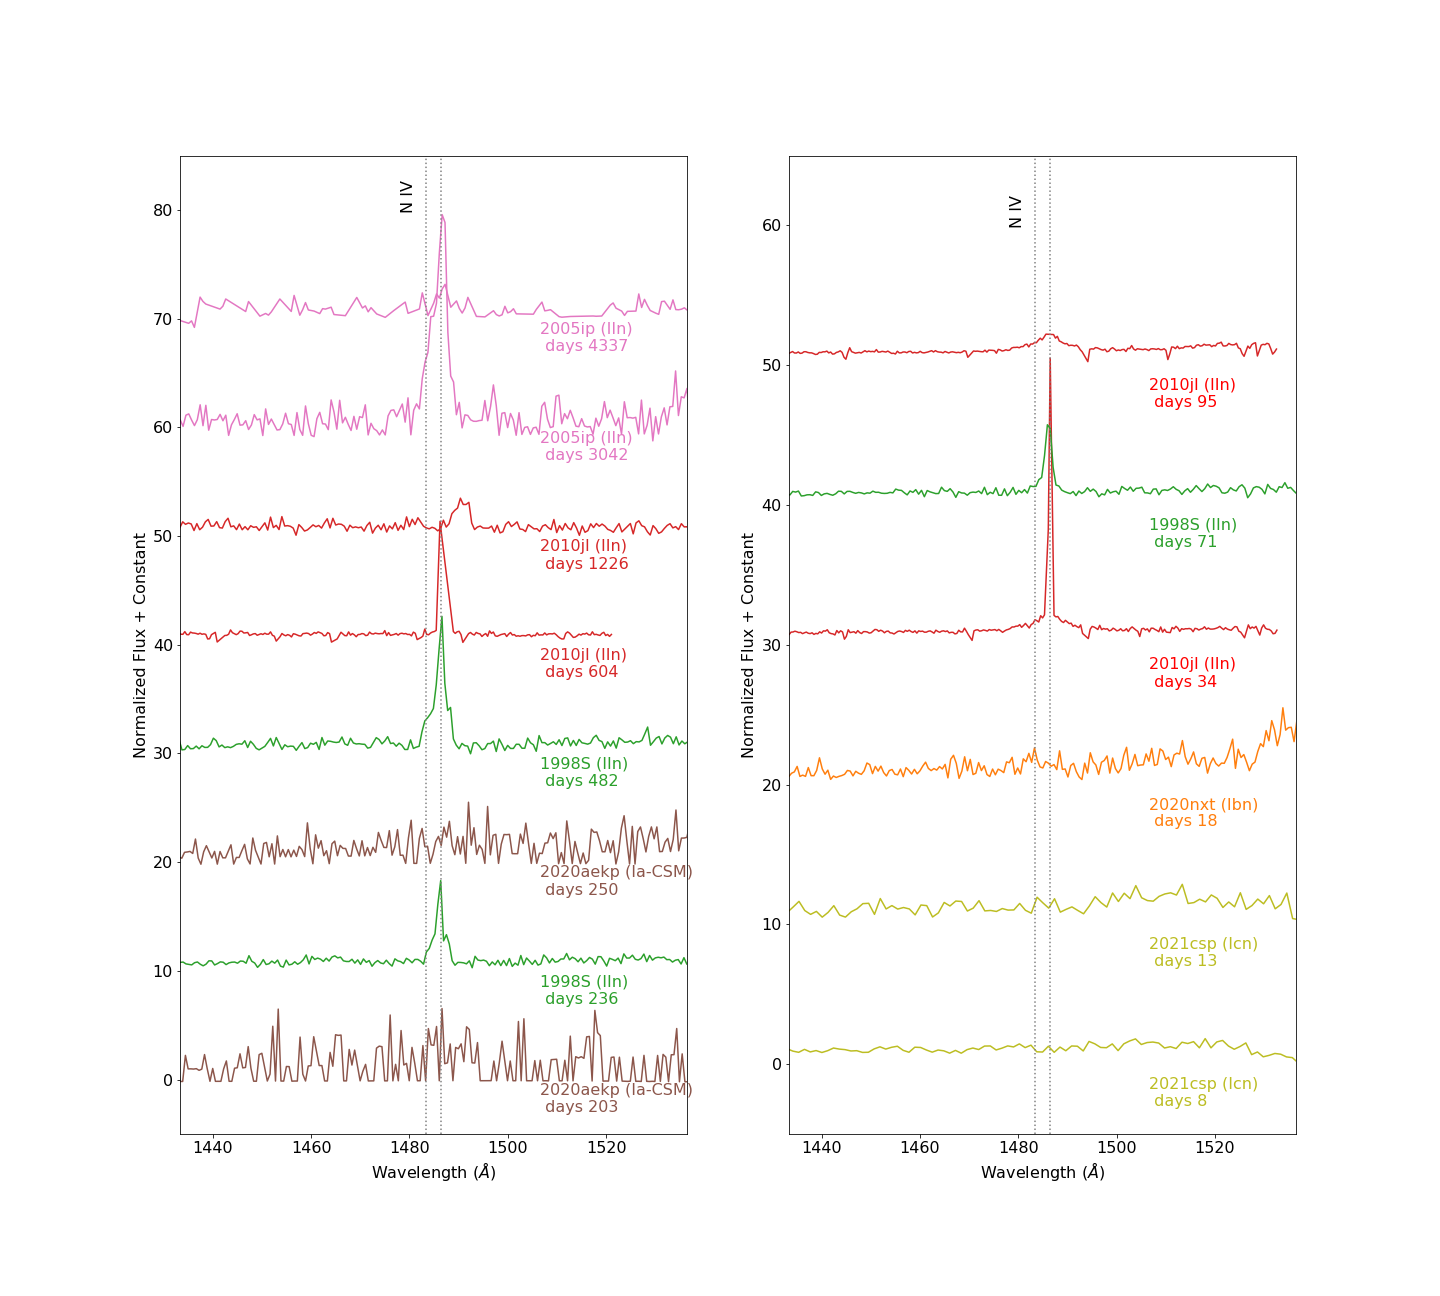 N IV
80
70
60
50
40
30
20
10
0
Normalized Flux + Constant
2005ip (IIn)
days 4337
2005ip (IIn)
days 3042
2010jl (IIn)
days 1226
2010jl (IIn)
days 604
1998S (IIn)
days 482
2020aekp (Ia-CSM)
days 250
1998S (IIn)
days 236
2020aekp (Ia-CSM)
days 203
1440 1460 1480 1500 1520
Wavelength (Å)
N IV
60
50
40
30
20
10
0
Normalized Flux + Constant
2010jl (IIn)
days 95
1998S (IIn)
days 71
2010jl (IIn)
days 34
2020nxt (Ibn)
days 18
2021csp (Icn)
days 13
2021csp (Icn)
days 8
1440 1460 1480 1500 1520
Wavelength (Å)